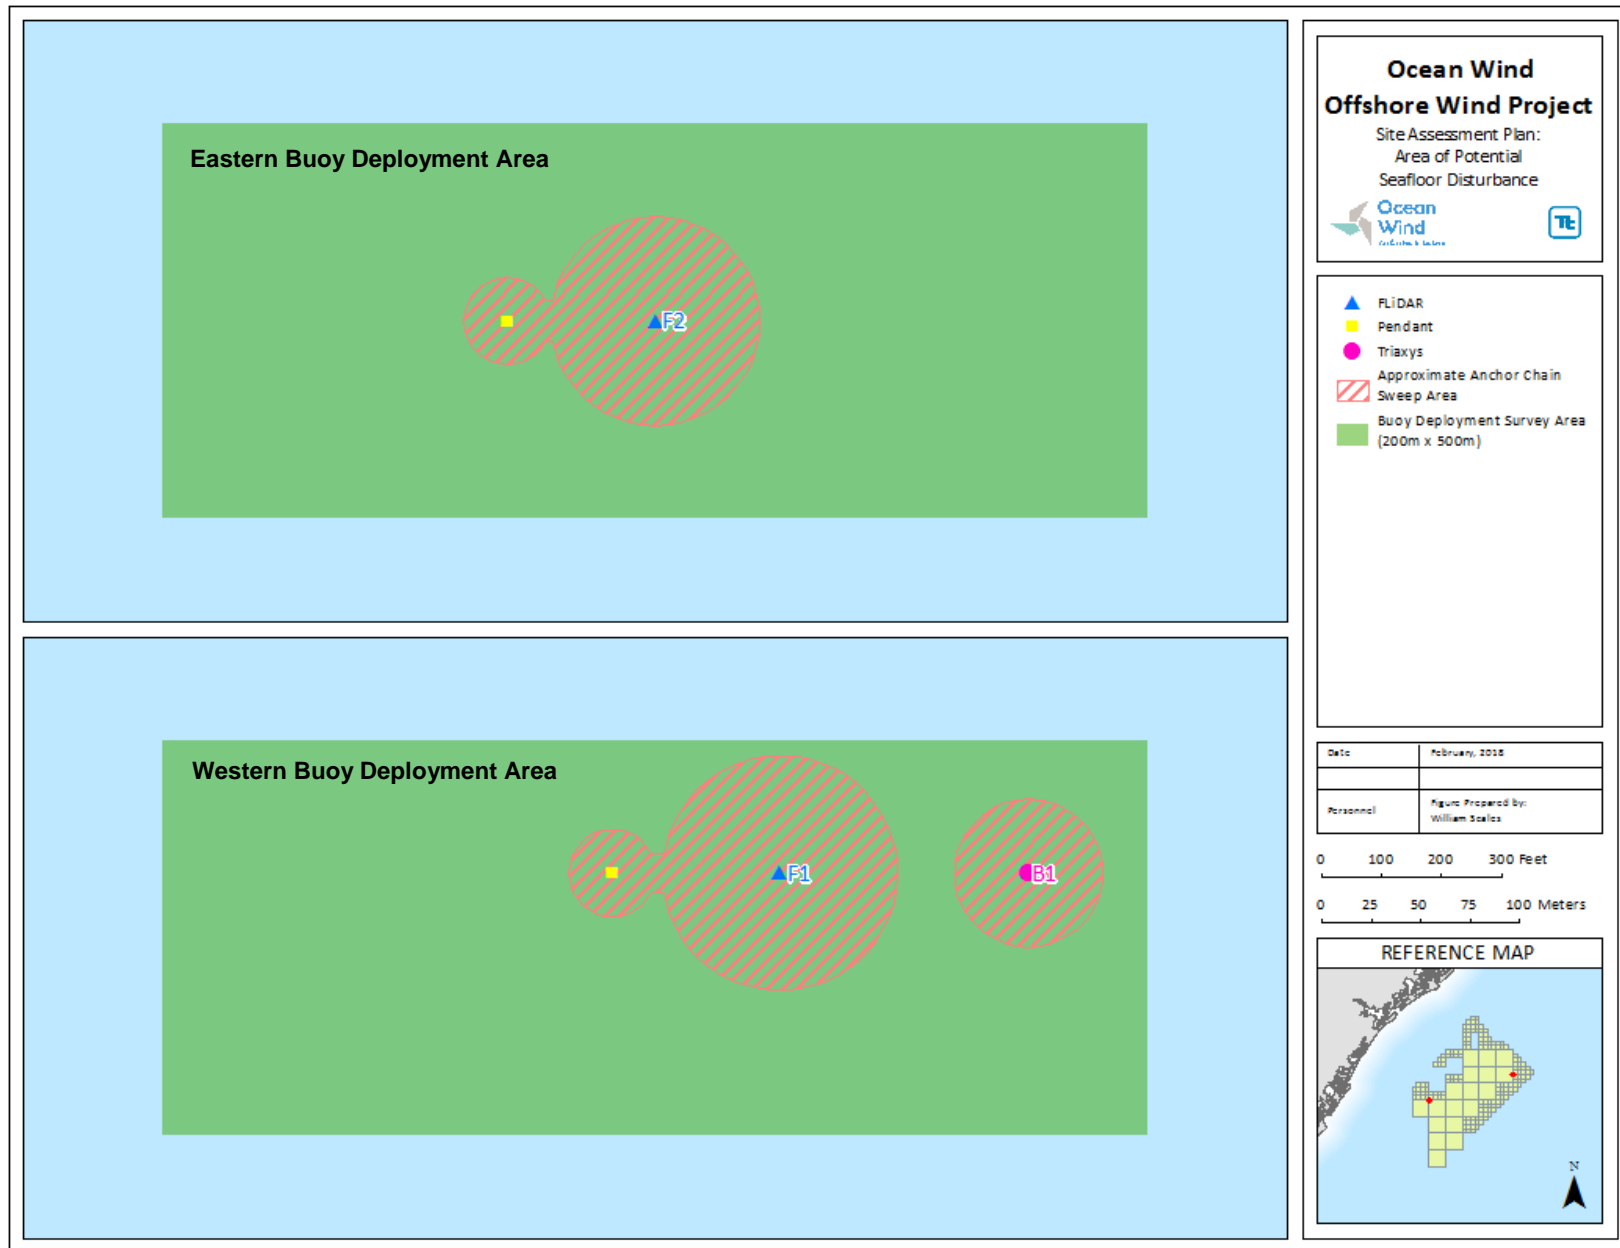 Eastern Buoy Deployment Area
F2
Western Buoy Deployment Area
F1
B1
Ocean Wind
Offshore Wind Project
Site Assessment Plan:
Area of Potential
Seafloor Disturbance
Ocean
Wind
FLiDAR
Pendant
Triaxys
Approximate Anchor Chain
Sweep Area
Buoy Deployment Survey Area
(200m x 500m)
Date February, 2018
Personnel Figure Prepared by:
William Scales
0 100 200 300 Feet
0 25 50 75 100 Meters
REFERENCE MAP
N